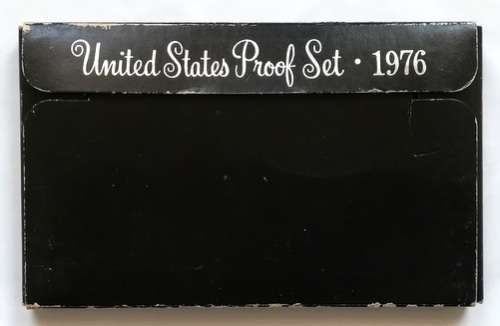 United States Proof Set · 1976